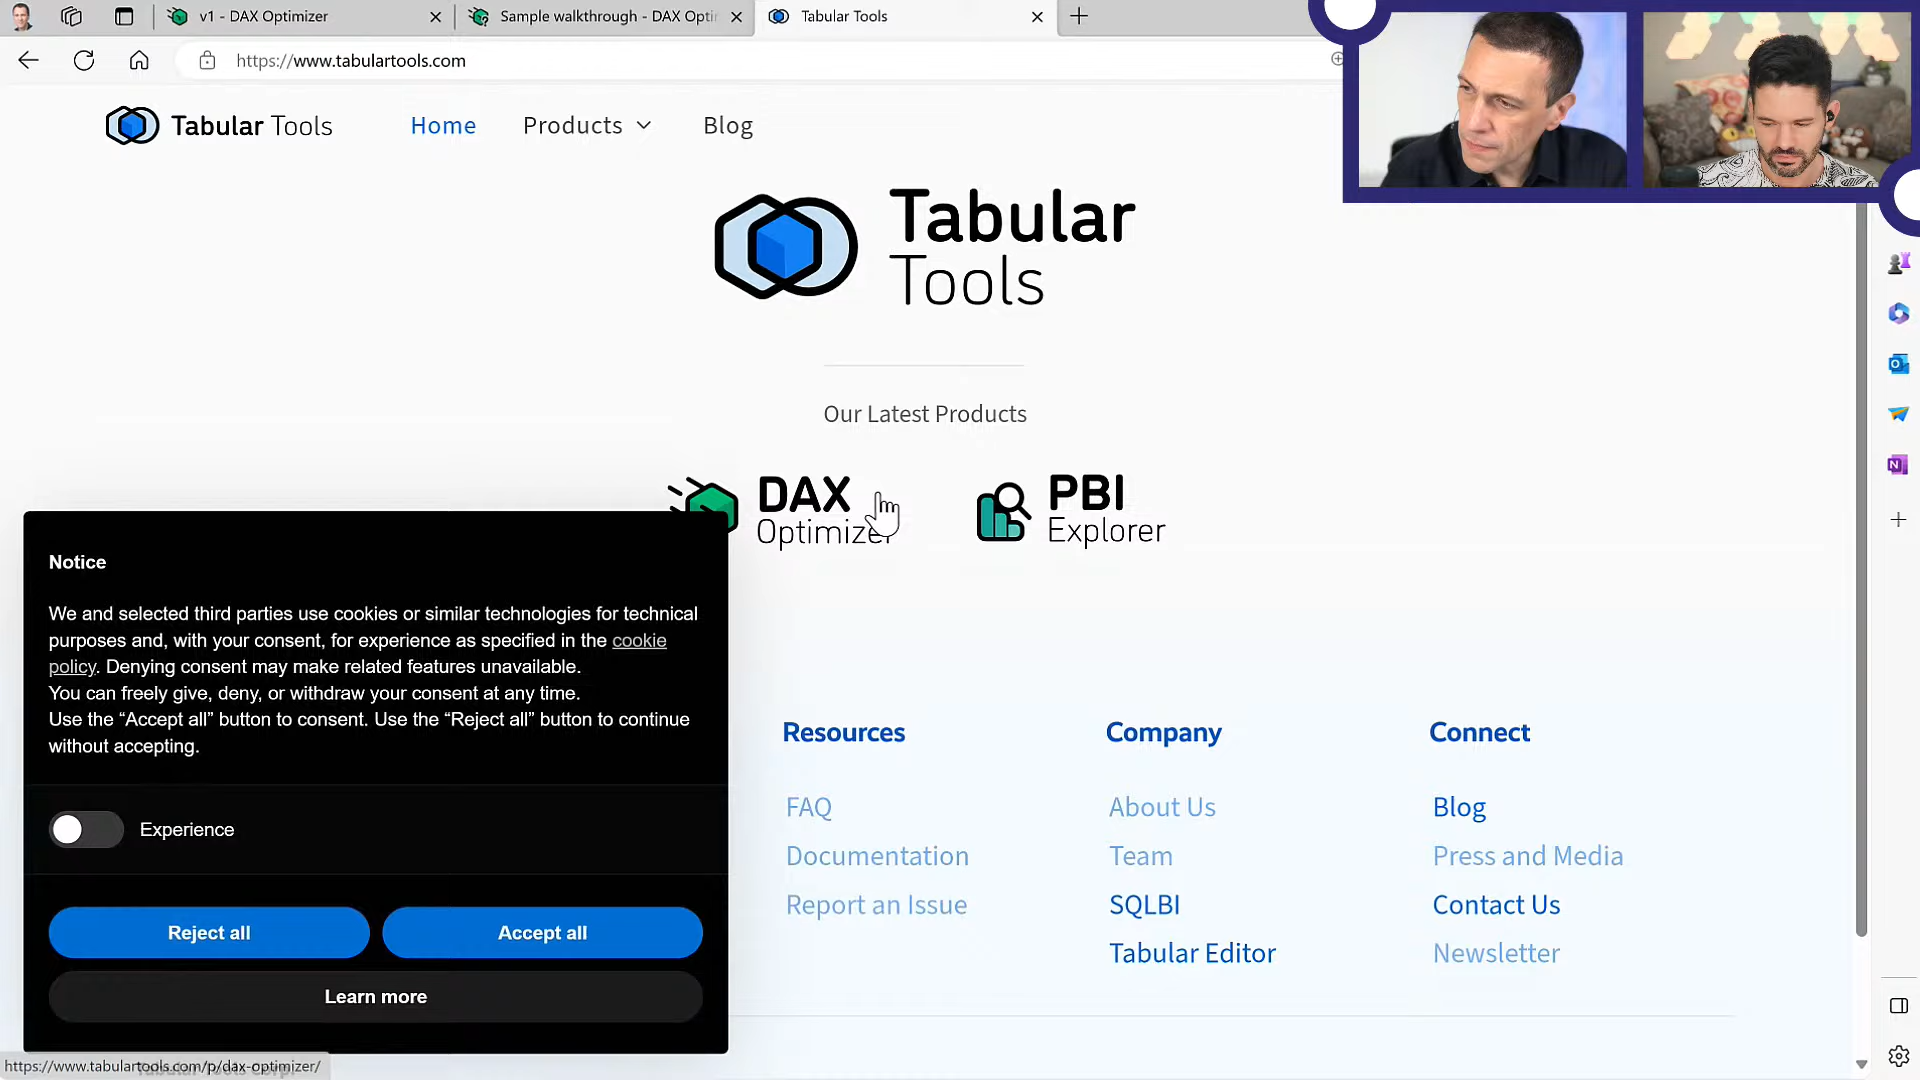 v1 - DAX Optimizer
Sample walkthrough - DAX Opti
Tabular Tools
https://www.tabulartools.com
Tabular Tools
Home
Products
Blog
Tabular
Tools
Our Latest Products
DAX
Optimizer
PBI
Explorer
Notice
We and selected third parties use cookies or similar technologies for technical
purposes and, with your consent, for experience as specified in the cookie
policy. Denying consent may make related features unavailable.
You can freely give, deny, or withdraw your consent at any time.
Use the “Accept all” button to consent. Use the “Reject all” button to continue
without accepting.
Experience
Reject all
Accept all
Learn more
Resources
FAQ
Documentation
Report an Issue
Company
About Us
Team
SQLBI
Tabular Editor
Connect
Blog
Press and Media
Contact Us
Newsletter
https://www.tabulartools.com/p/dax-optimizer/